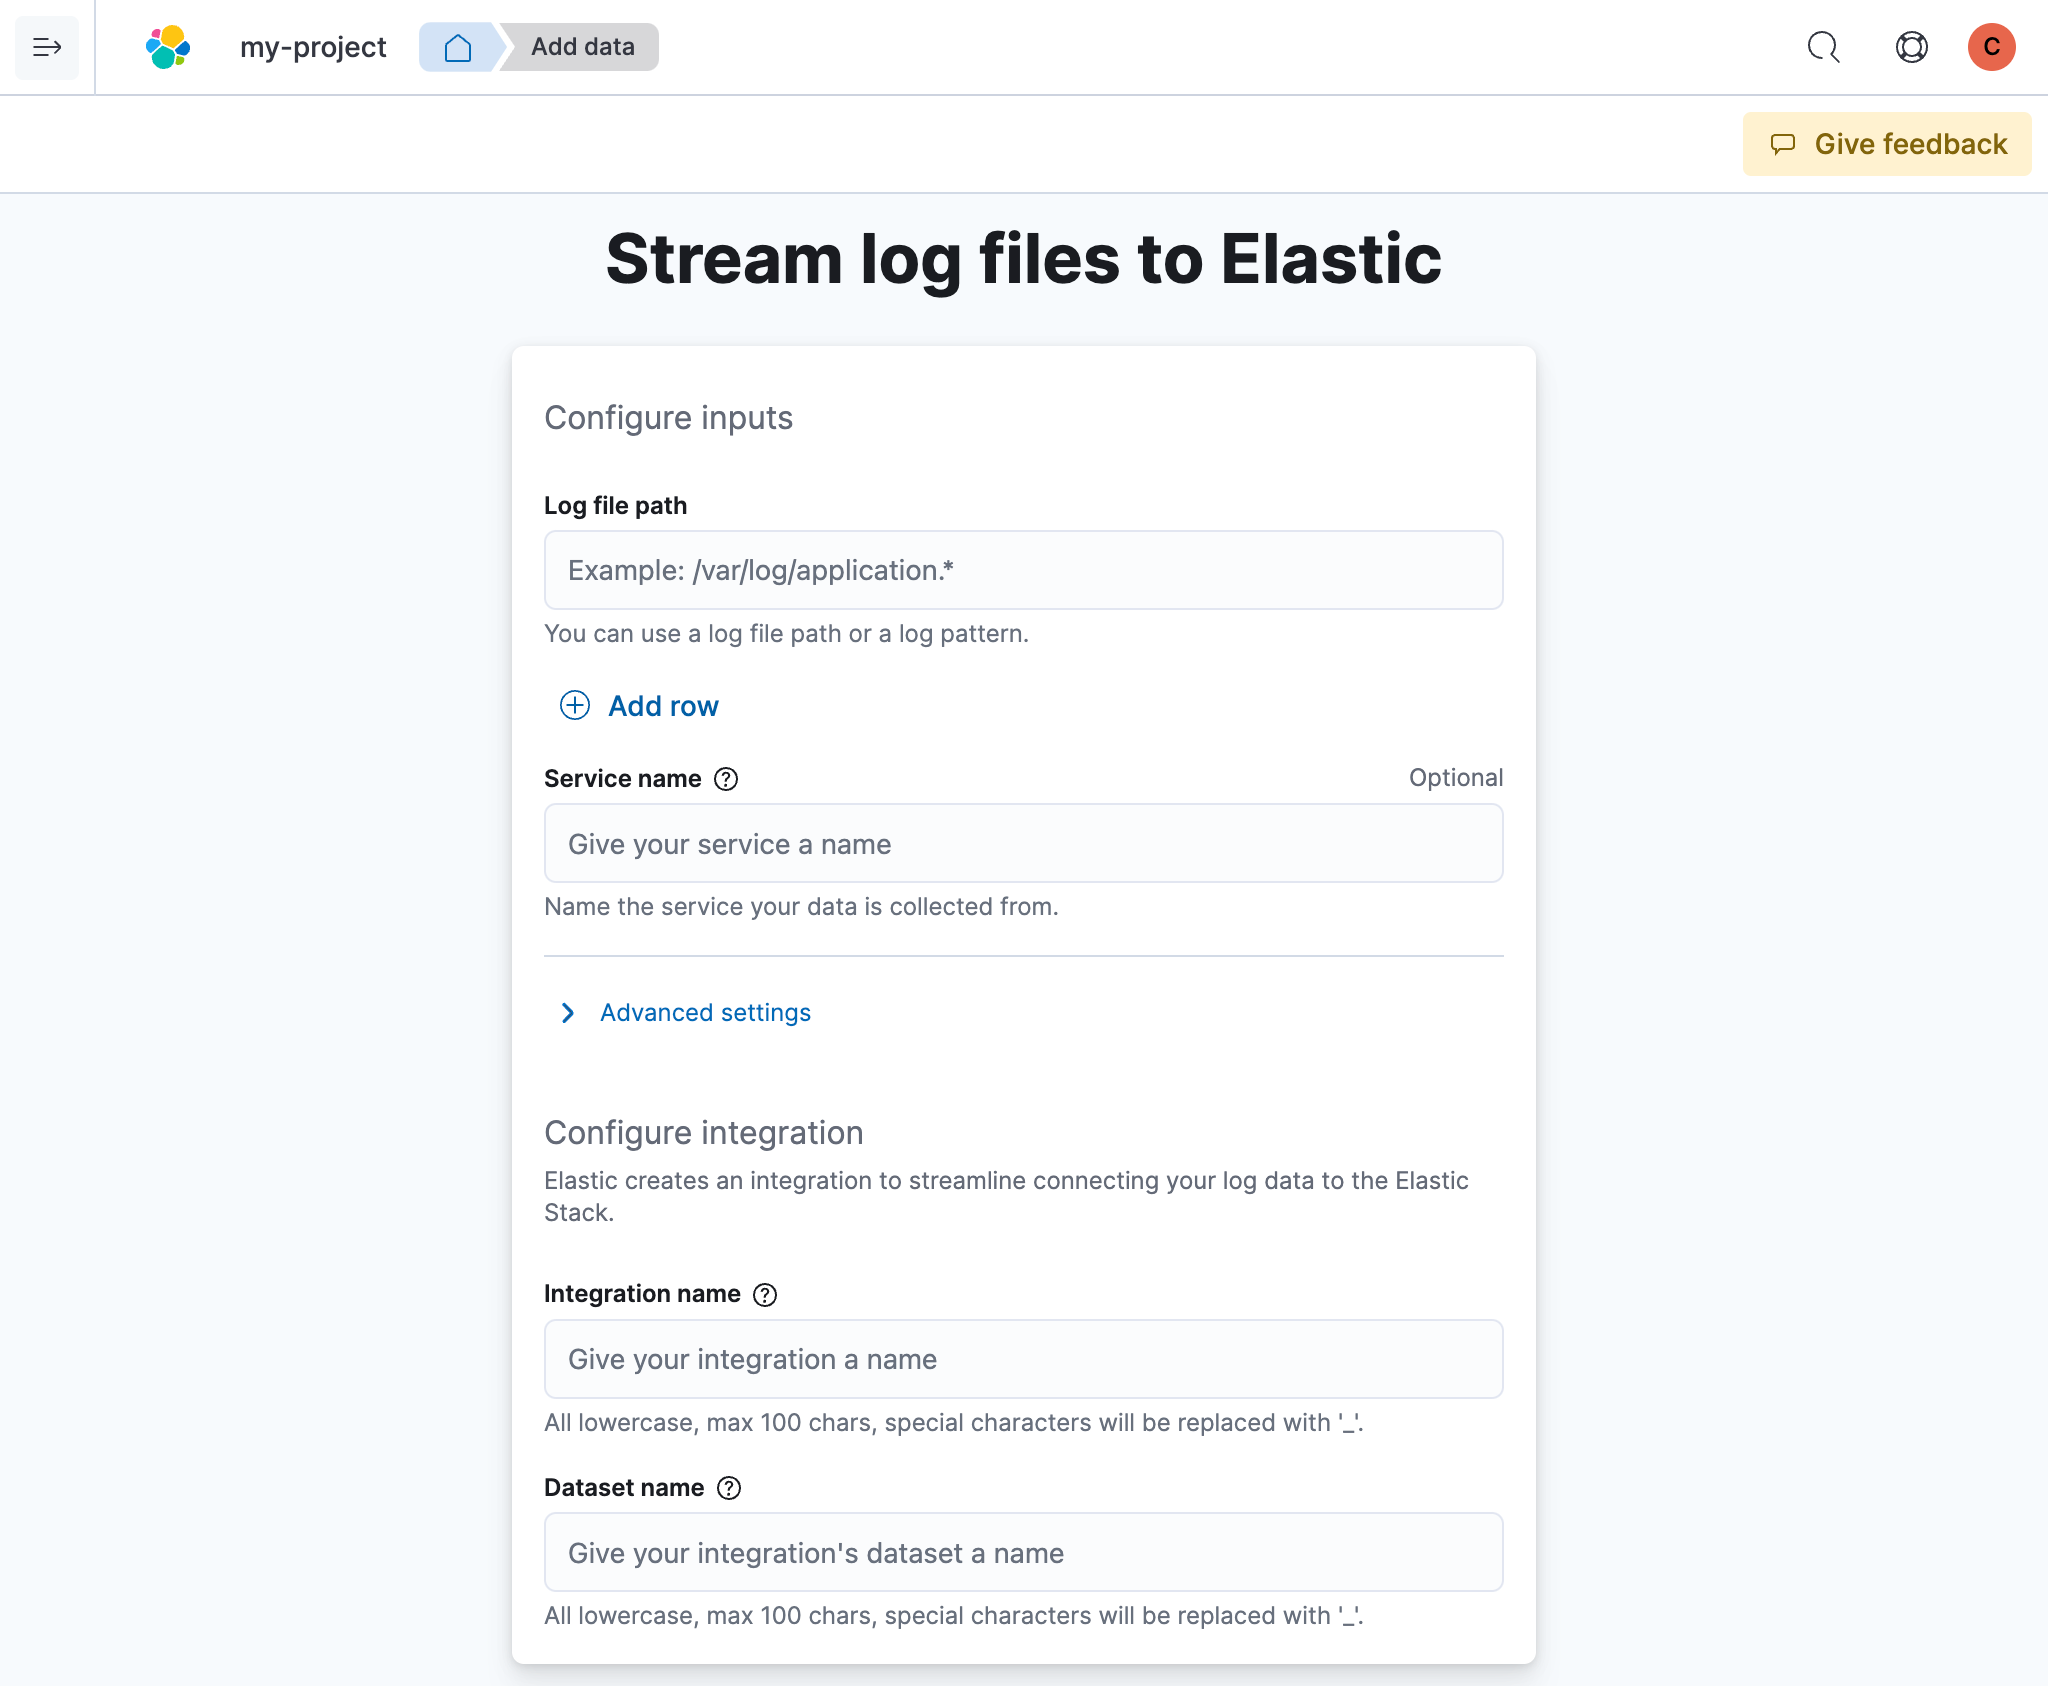 my-project
Add data
C
Give feedback
Stream log files to Elastic
Configure inputs
Log file path
Example: /var/log/application.*
You can use a log file path or a log pattern.
Add row
Service name
Optional
Give your service a name
Name the service your data is collected from.
Advanced settings
Configure integration
Elastic creates an integration to streamline connecting your log data to the Elastic
Stack.
Integration name
Give your integration a name
All lowercase, max 100 chars, special characters will be replaced with '_'.
Dataset name
Give your integration's dataset a name
All lowercase, max 100 chars, special characters will be replaced with '_'.